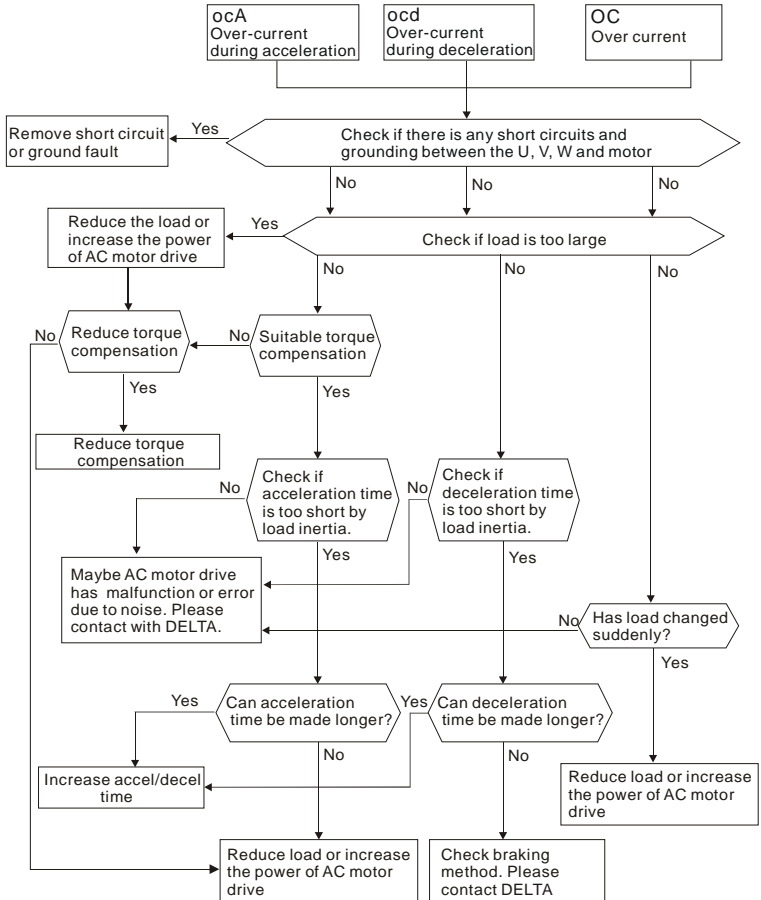 ocA
Over-current
during acceleration
ocd
Over-current
during deceleration
OC
Over current
Remove short circuit
or ground fault
Yes
Check if there is any short circuits and
grounding between the U, V, W and motor
No
No
No
Reduce the load or
increase the power
of AC motor drive
Yes
Check if load is too large
No
No
No
No
Reduce torque
compensation
No
Suitable torque
compensation
Yes
Yes
Reduce torque
compensation
No
Check if
acceleration time
is too short by
load inertia.
No
Check if
deceleration time
is too short by
load inertia.
Yes
Yes
Maybe AC motor drive
has malfunction or error
due to noise. Please
contact with DELTA.
No
Has load changed
suddenly?
Yes
Yes
Can acceleration
time be made longer?
Yes
Can deceleration
time be made longer?
No
No
Increase accel/decel
time
Reduce load or increase
the power of AC motor
drive
Reduce load or increase
the power of AC motor
drive
Check braking
method. Please
contact DELTA